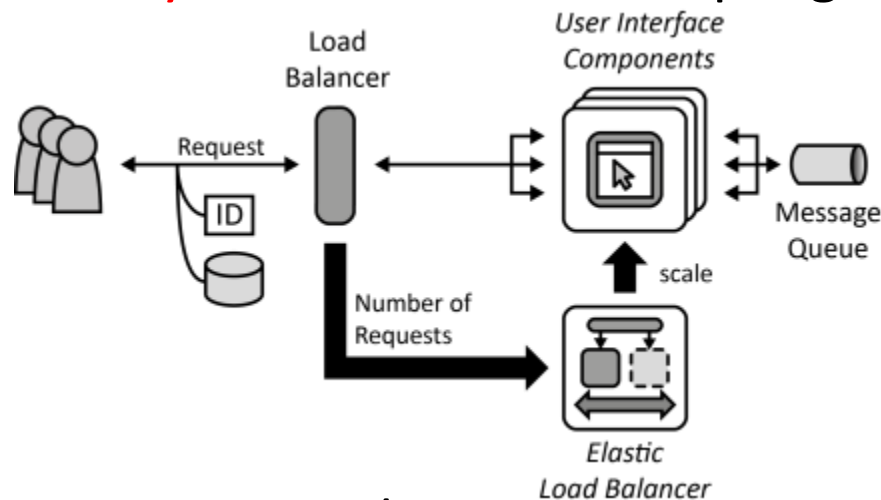 User Interface
Components
Load
Balancer
Request
ID
Message
Queue
scale
Number of
Requests
Elastic
Load Balancer